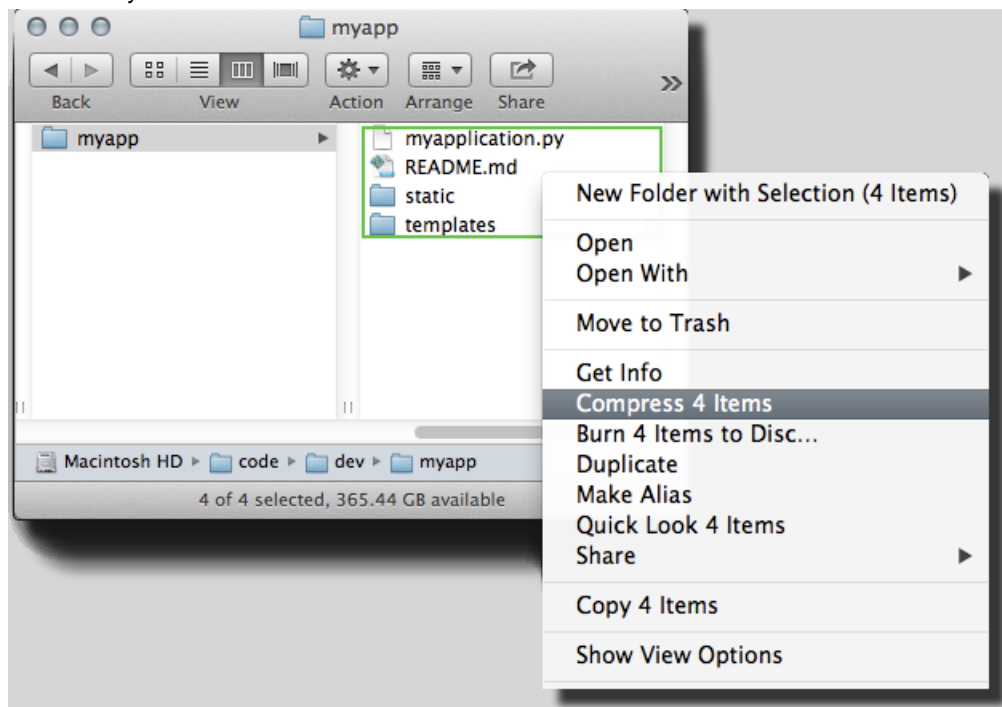 myapp
Back View Action Arrange Share
myapp
myapplication.py
README.md
static
templates
New Folder with Selection (4 Items)
Open
Open With
Move to Trash
Get Info
Compress 4 Items
Burn 4 Items to Disc...
Duplicate
Make Alias
Quick Look 4 Items
Share
Copy 4 Items
Show View Options
Macintosh HD ▸ code ▸ dev ▸ myapp
4 of 4 selected, 365.44 GB available